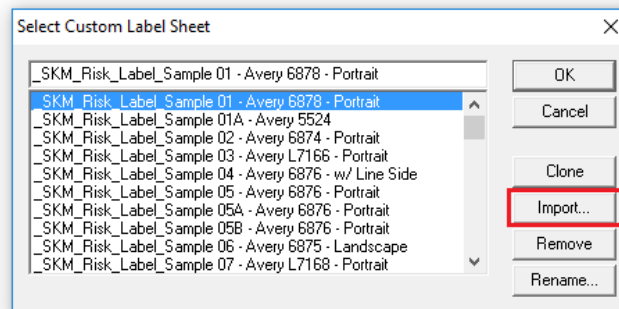 Select Custom Label Sheet
_SKM_Risk_Label_Sample 01 - Avery 6878 - Portrait
OK
_SKM_Risk_Label_Sample 01 - Avery 6878 - Portrait
_SKM_Risk_Label_Sample 01A - Avery 5524
_SKM_Risk_Label_Sample 02 - Avery 6874 - Portrait
_SKM_Risk_Label_Sample 03 - Avery L7166 - Portrait
_SKM_Risk_Label_Sample 04 - Avery 6876 - w/ Line Side
_SKM_Risk_Label_Sample 05 - Avery 6876 - Portrait
_SKM_Risk_Label_Sample 05A - Avery 6876 - Portrait
_SKM_Risk_Label_Sample 05B - Avery 6876 - Portrait
_SKM_Risk_Label_Sample 06 - Avery 6875 - Landscape
_SKM_Risk_Label_Sample 07 - Avery L7168 - Portrait
Cancel
Clone
Import...
Remove
Rename...